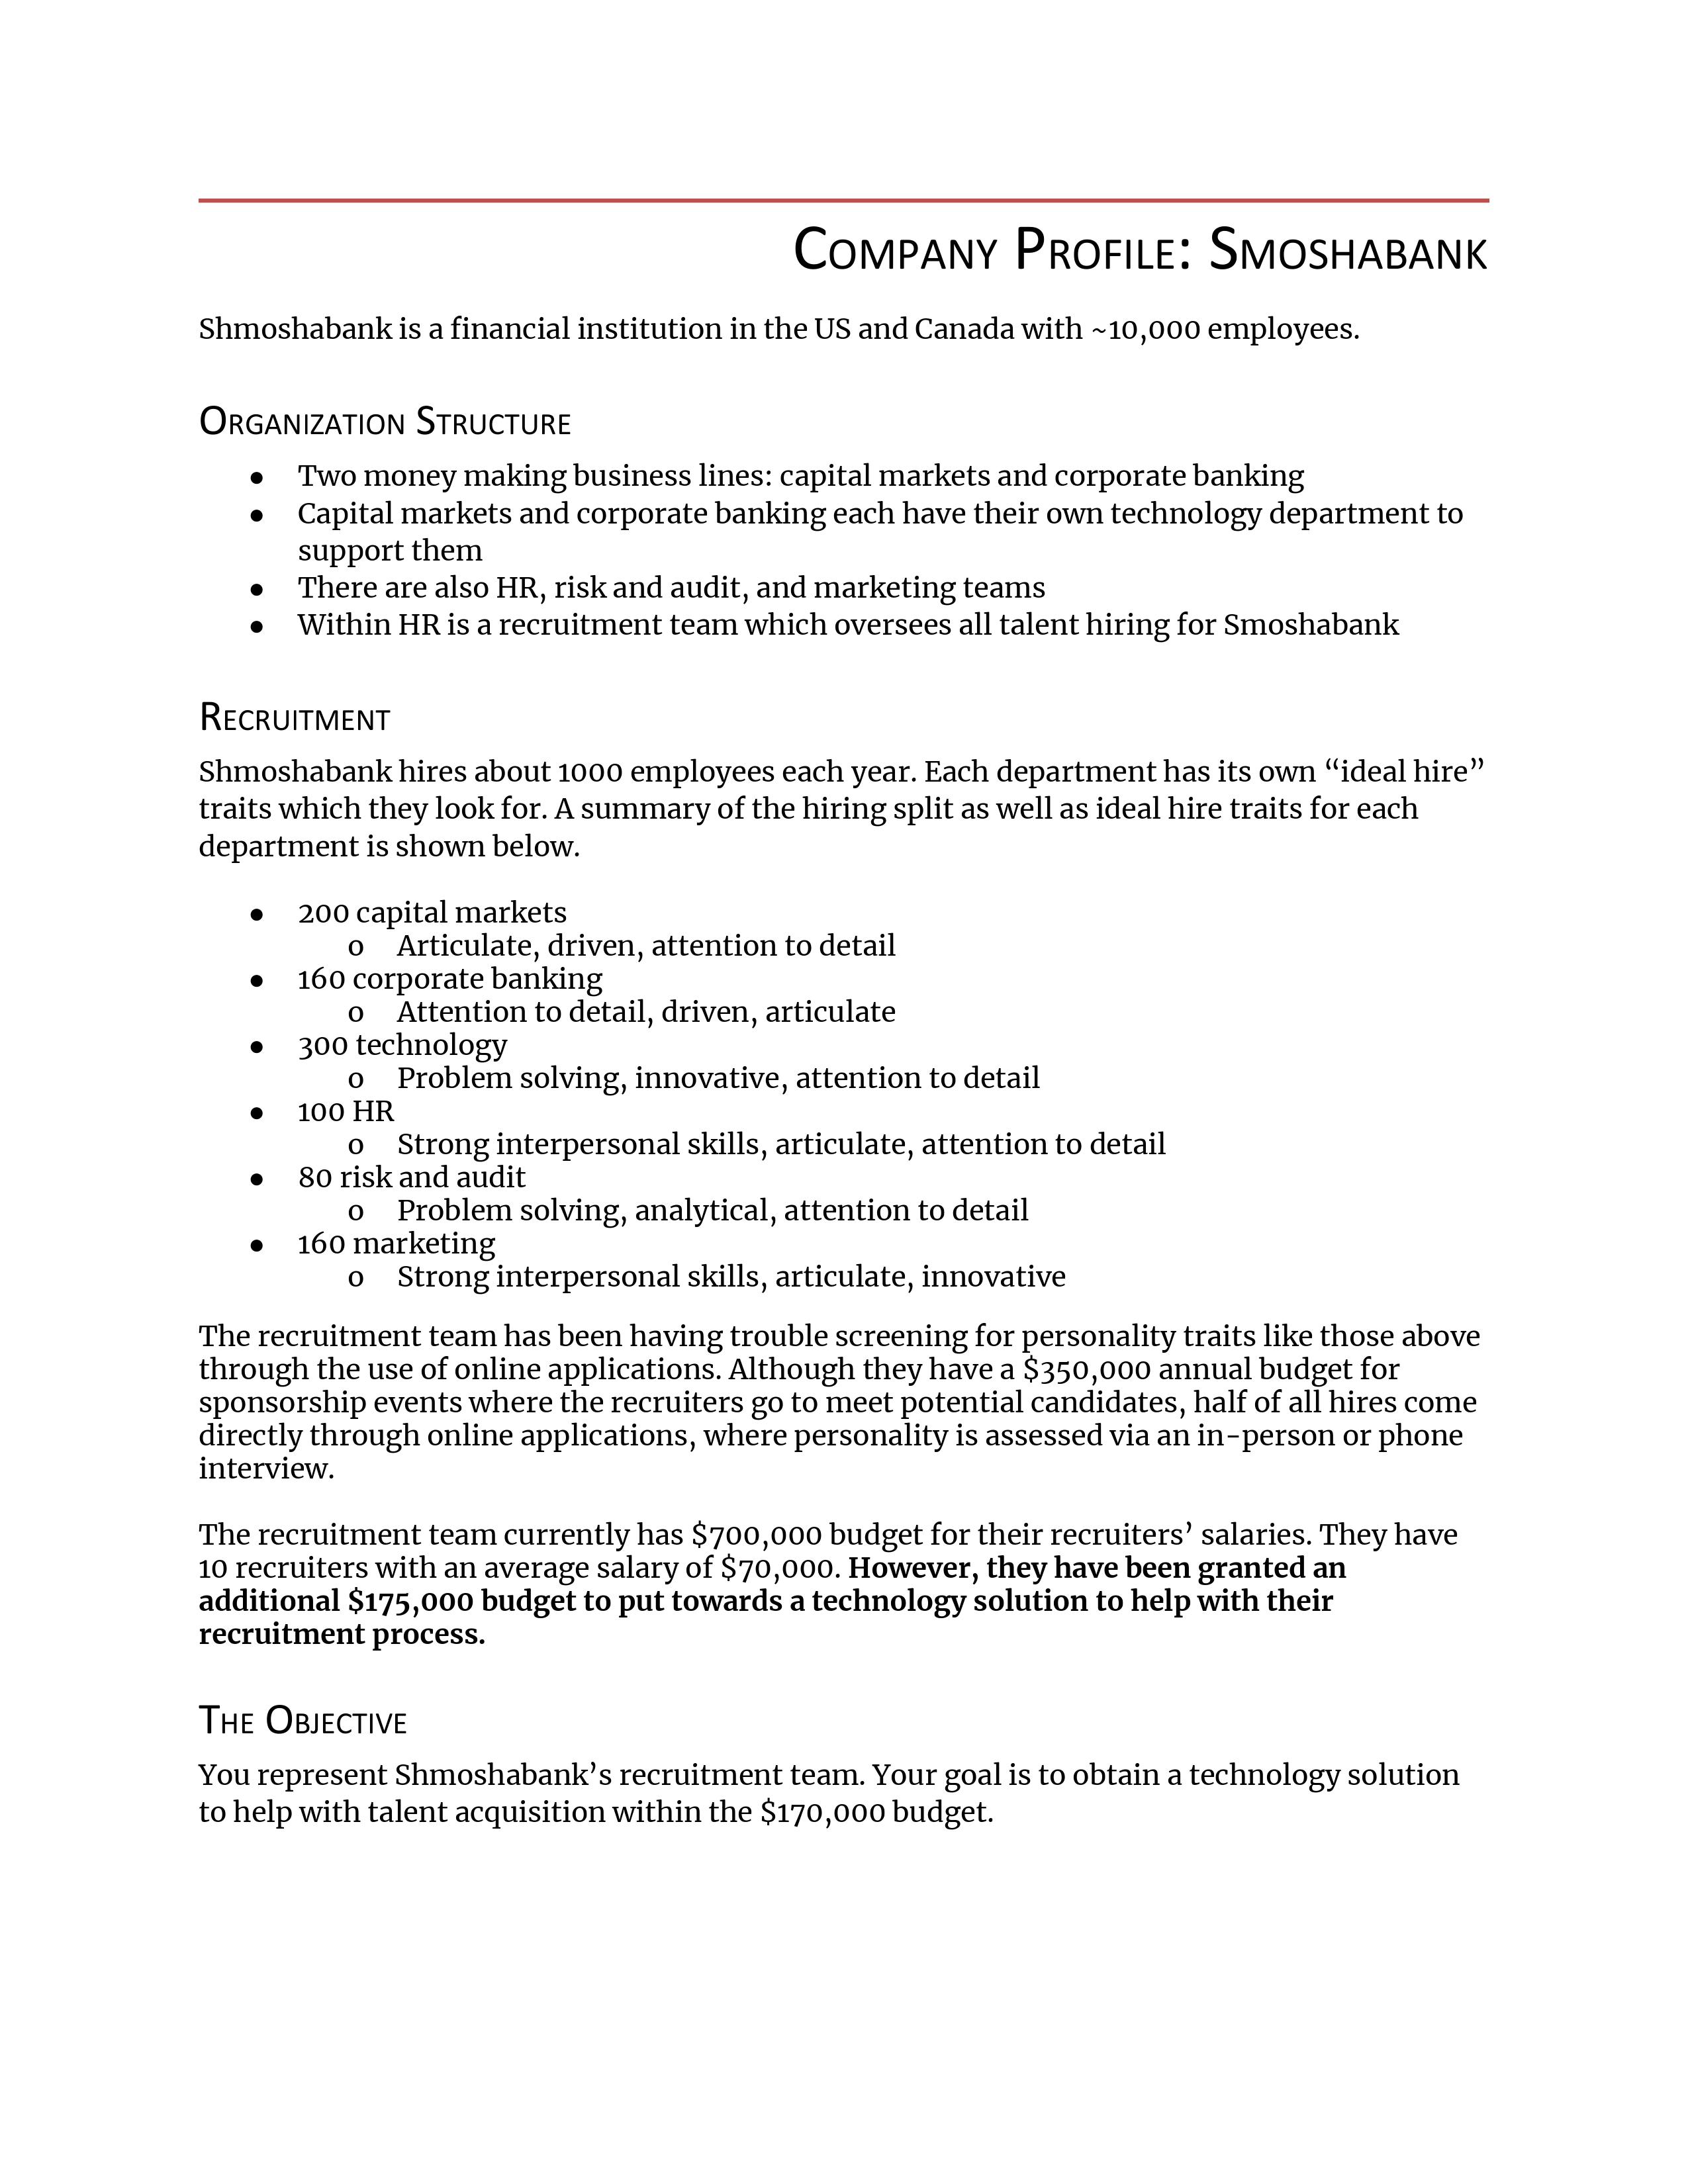 Company Profile: Smoshabank
Shmoshabank is a financial institution in the US and Canada with ~10,000 employees.
Organization Structure
● Two money making business lines: capital markets and corporate banking
● Capital markets and corporate banking each have their own technology department to
support them
● There are also HR, risk and audit, and marketing teams
● Within HR is a recruitment team which oversees all talent hiring for Smoshabank
Recruitment
Shmoshabank hires about 1000 employees each year. Each department has its own “ideal hire”
traits which they look for. A summary of the hiring split as well as ideal hire traits for each
department is shown below.
● 200 capital markets
o Articulate, driven, attention to detail
● 160 corporate banking
o Attention to detail, driven, articulate
● 300 technology
o Problem solving, innovative, attention to detail
● 100 HR
o Strong interpersonal skills, articulate, attention to detail
● 80 risk and audit
o Problem solving, analytical, attention to detail
● 160 marketing
o Strong interpersonal skills, articulate, innovative
The recruitment team has been having trouble screening for personality traits like those above
through the use of online applications. Although they have a $350,000 annual budget for
sponsorship events where the recruiters go to meet potential candidates, half of all hires come
directly through online applications, where personality is assessed via an in-person or phone
interview.
The recruitment team currently has $700,000 budget for their recruiters’ salaries. They have
10 recruiters with an average salary of $70,000. However, they have been granted an
additional $175,000 budget to put towards a technology solution to help with their
recruitment process.
The Objective
You represent Shmoshabank’s recruitment team. Your goal is to obtain a technology solution
to help with talent acquisition within the $170,000 budget.